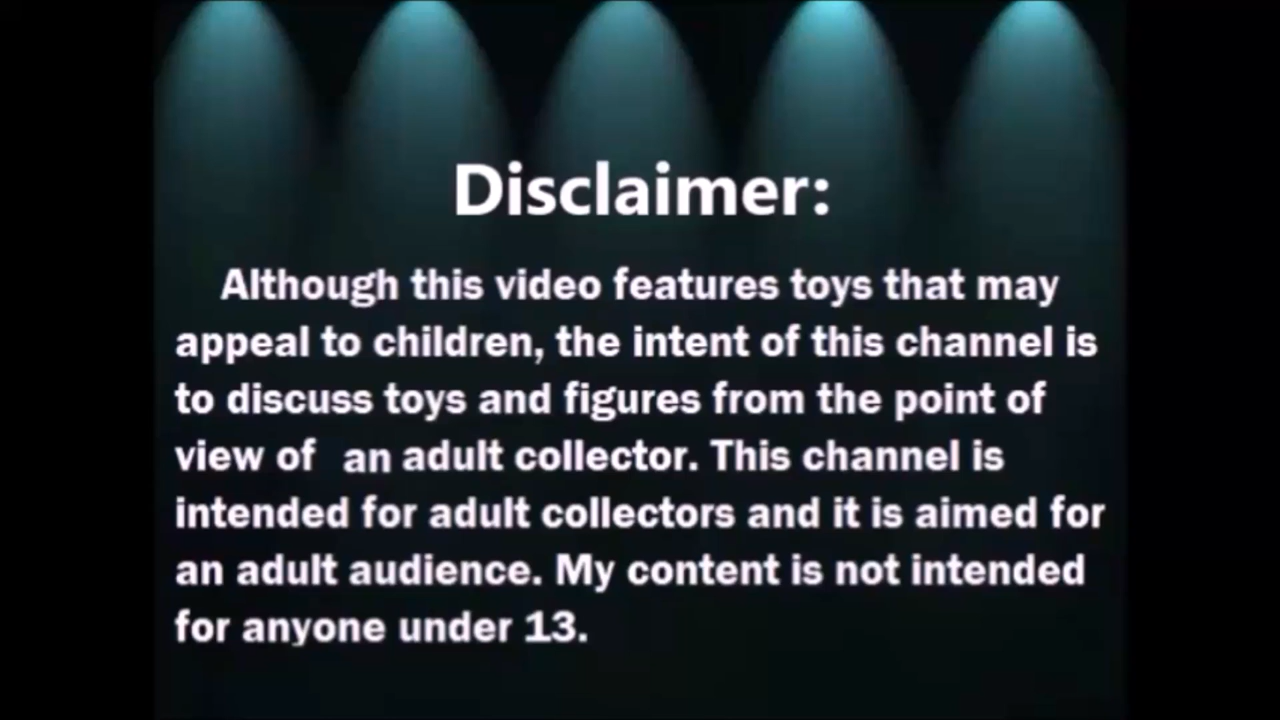 Disclaimer:
Although this video features toys that may
appeal to children, the intent of this channel is
to discuss toys and figures from the point of
view of an adult collector. This channel is
intended for adult collectors and it is aimed for
an adult audience. My content is not intended
for anyone under 13.